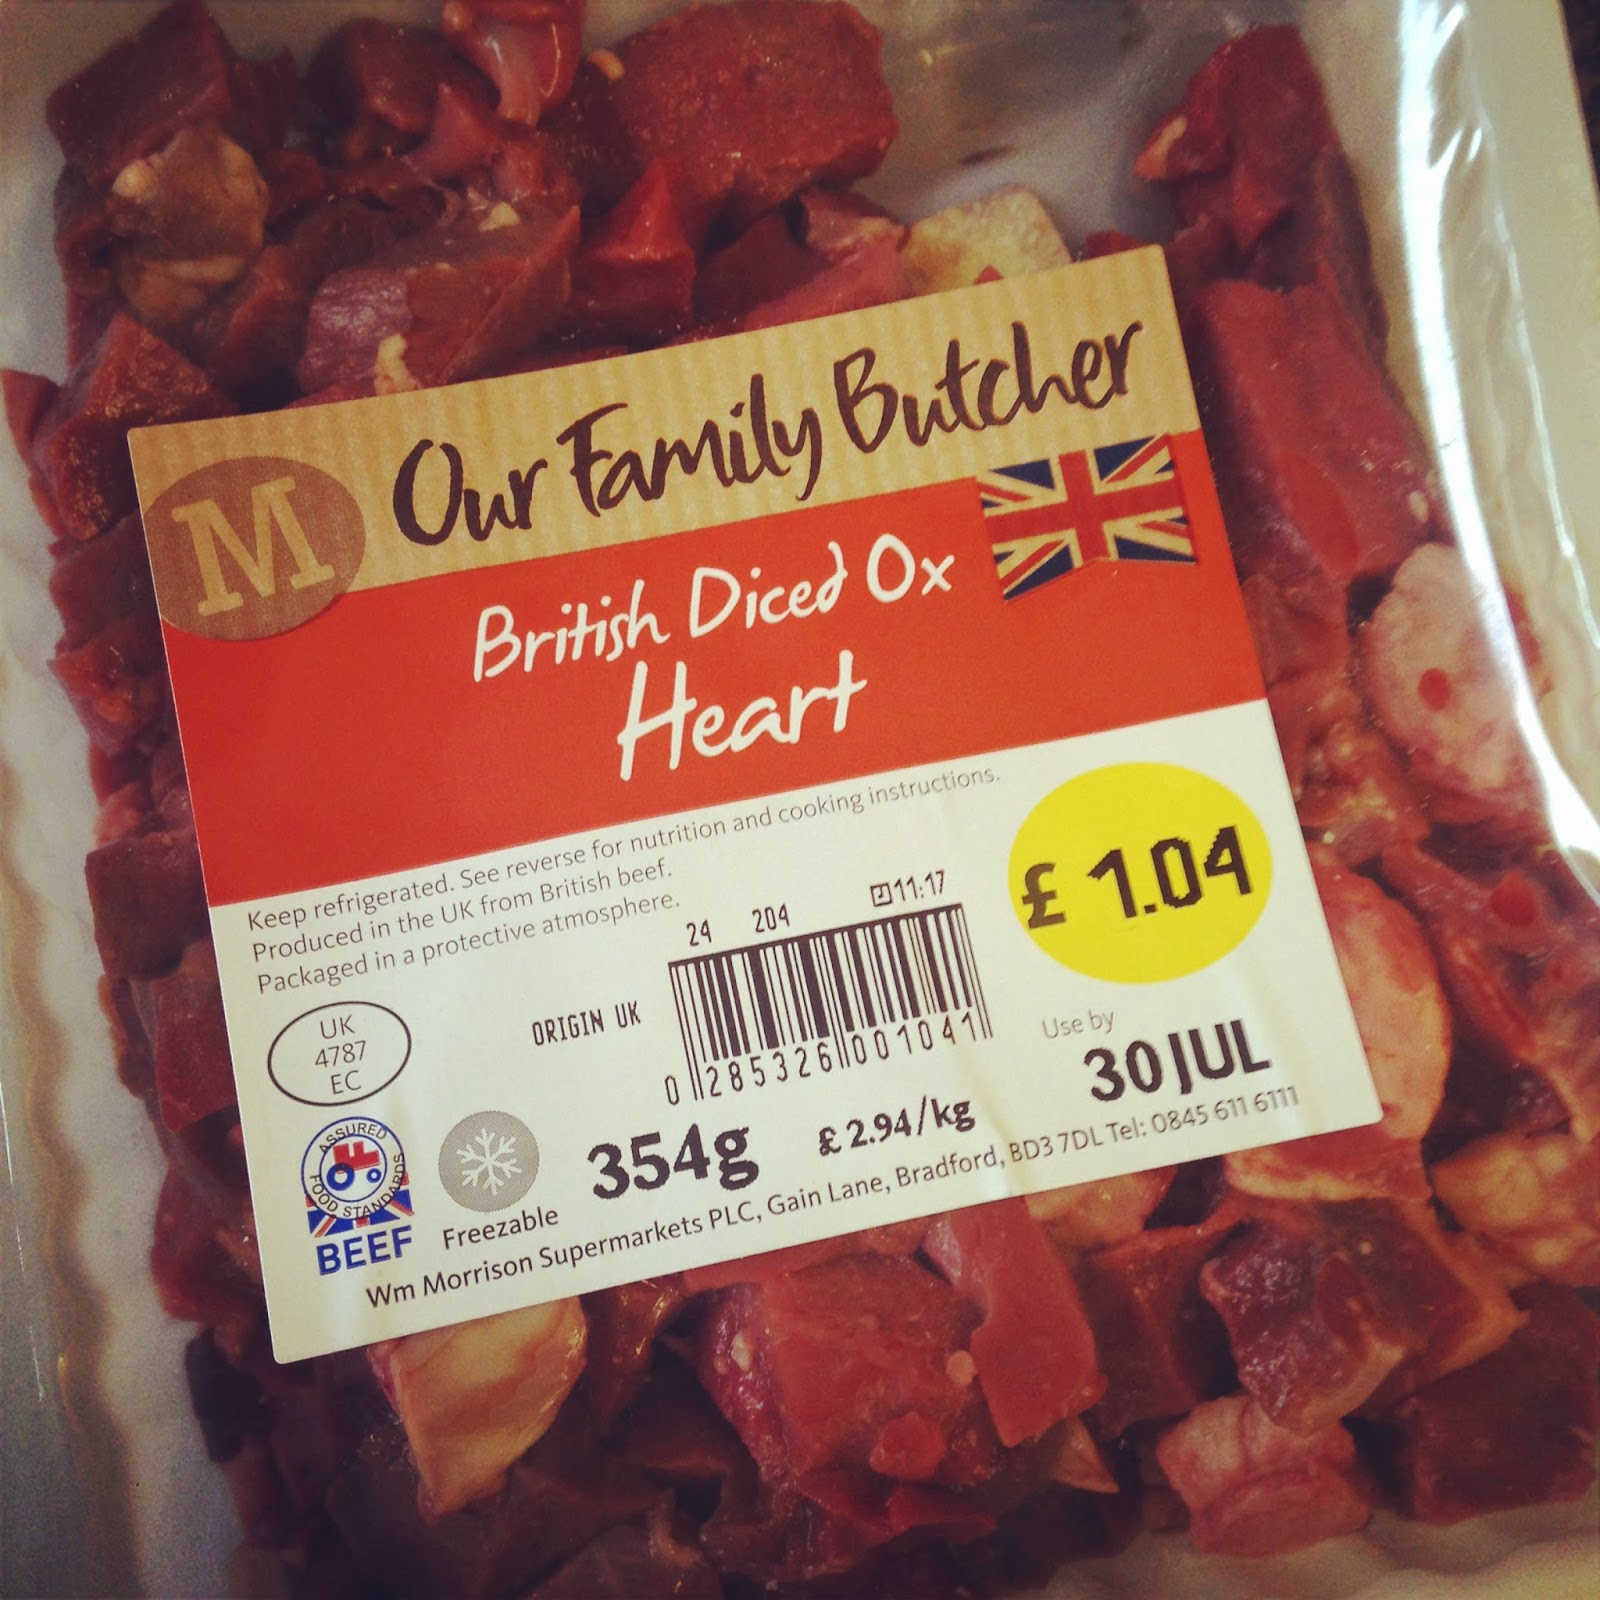 M
Our Family Butcher
British Diced Ox
Heart
Keep refrigerated. See reverse for nutrition and cooking instructions.
Produced in the UK from British beef.
Packaged in a protective atmosphere.
24 204 11:17
£ 1.04
UK
4787
EC
ORIGIN UK
0 285326 001041
Use by
30 JUL
ASSURED
FOOD STANDARDS
BEEF
Freezable
354g
£2.94/kg
Wm Morrison Supermarkets PLC, Gain Lane, Bradford, BD3 7DL Tel: 0845 611 6111